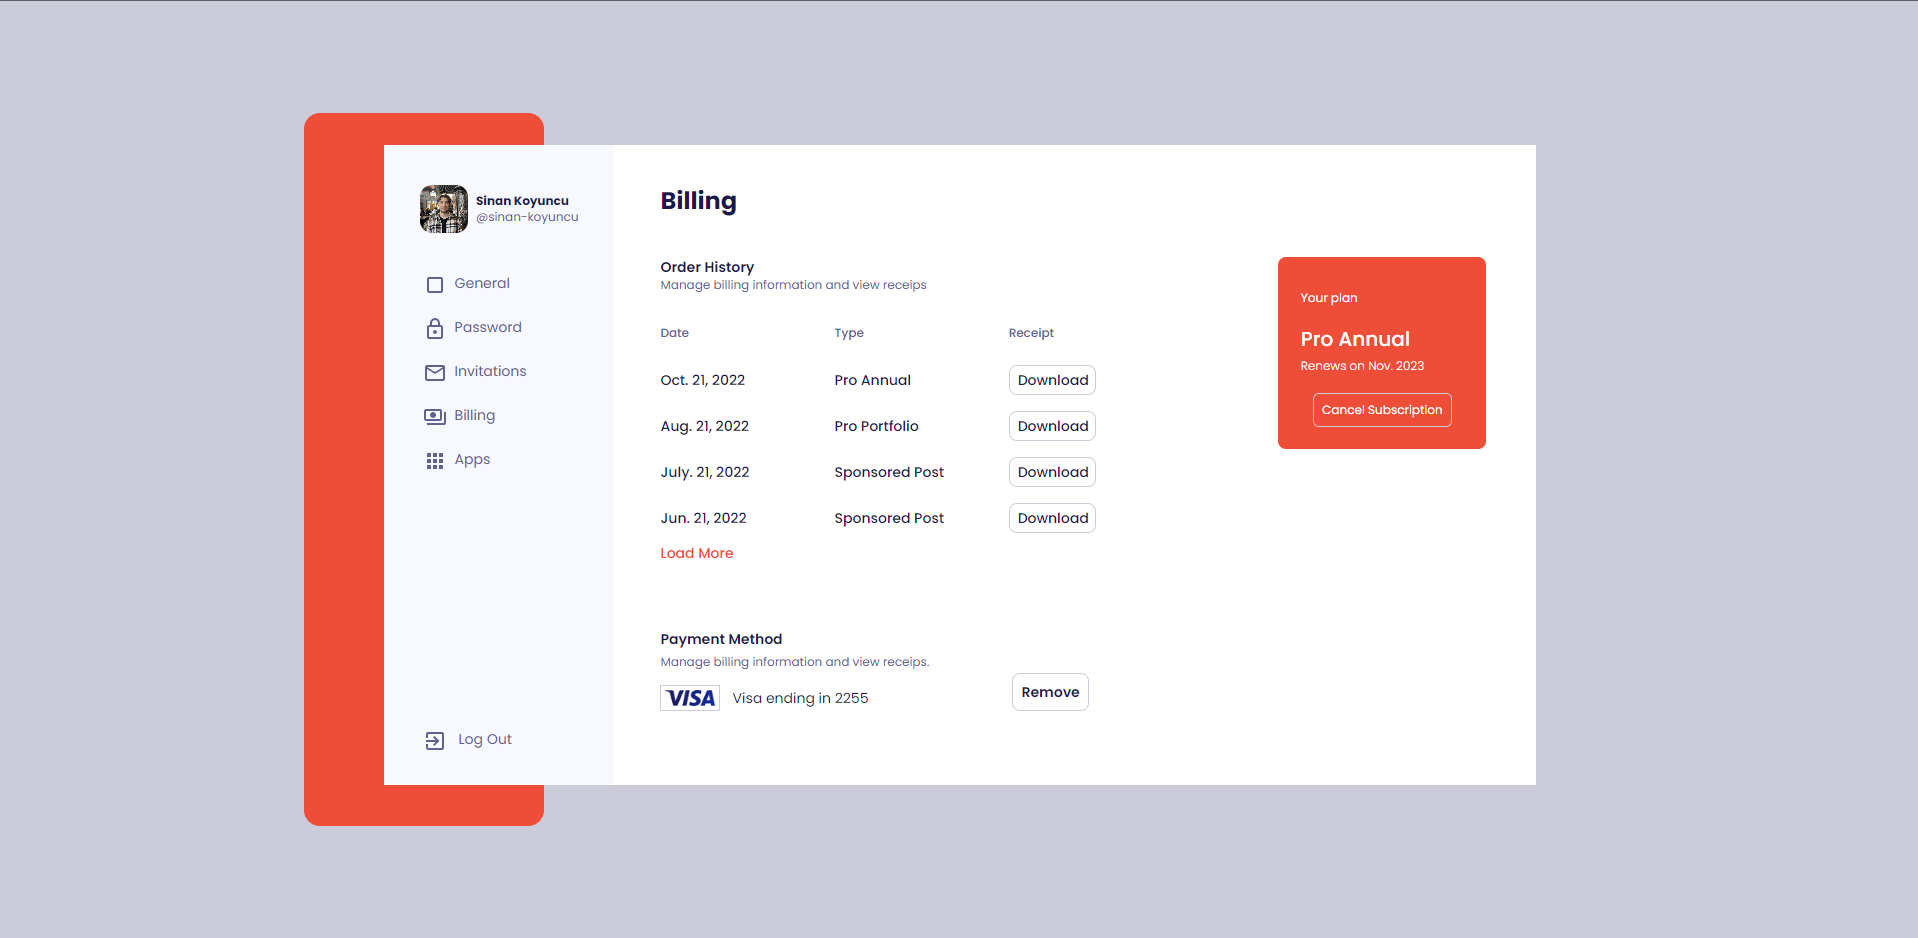 Sinan Koyuncu
@sinan-koyuncu
General
Password
Invitations
Billing
Apps
Log Out
Billing
Order History
Manage billing information and view receips
Date Type Receipt
Oct. 21, 2022 Pro Annual Download
Aug. 21, 2022 Pro Portfolio Download
July. 21, 2022 Sponsored Post Download
Jun. 21, 2022 Sponsored Post Download
Load More
Payment Method
Manage billing information and view receips.
VISA Visa ending in 2255 Remove
Your plan
Pro Annual
Renews on Nov. 2023
Cancel Subscription